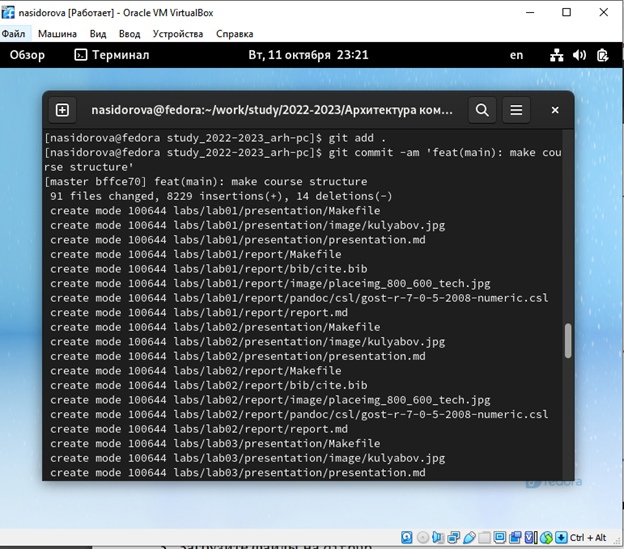 nasidorova [Работает] - Oracle VM VirtualBox
Файл Машина Вид Ввод Устройства Справка
Обзор Терминал Вт, 11 октября 23:21 en
nasidorova@fedora:~/work/study/2022-2023/Архитектура ком...
[nasidorova@fedora study_2022-2023_arh-pc]$ git add .
[nasidorova@fedora study_2022-2023_arh-pc]$ git commit -am 'feat(main): make cou
rse structure'
[master bffce70] feat(main): make course structure
91 files changed, 8229 insertions(+), 14 deletions(-)
create mode 100644 labs/lab01/presentation/Makefile
create mode 100644 labs/lab01/presentation/image/kulyabov.jpg
create mode 100644 labs/lab01/presentation/presentation.md
create mode 100644 labs/lab01/report/Makefile
create mode 100644 labs/lab01/report/bib/cite.bib
create mode 100644 labs/lab01/report/image/placeimg_800_600_tech.jpg
create mode 100644 labs/lab01/report/pandoc/csl/gost-r-7-0-5-2008-numeric.csl
create mode 100644 labs/lab01/report/report.md
create mode 100644 labs/lab02/presentation/Makefile
create mode 100644 labs/lab02/presentation/image/kulyabov.jpg
create mode 100644 labs/lab02/presentation/presentation.md
create mode 100644 labs/lab02/report/Makefile
create mode 100644 labs/lab02/report/bib/cite.bib
create mode 100644 labs/lab02/report/image/placeimg_800_600_tech.jpg
create mode 100644 labs/lab02/report/pandoc/csl/gost-r-7-0-5-2008-numeric.csl
create mode 100644 labs/lab02/report/report.md
create mode 100644 labs/lab03/presentation/Makefile
create mode 100644 labs/lab03/presentation/image/kulyabov.jpg
create mode 100644 labs/lab03/presentation/presentation.md
fedora
Ctrl + Alt